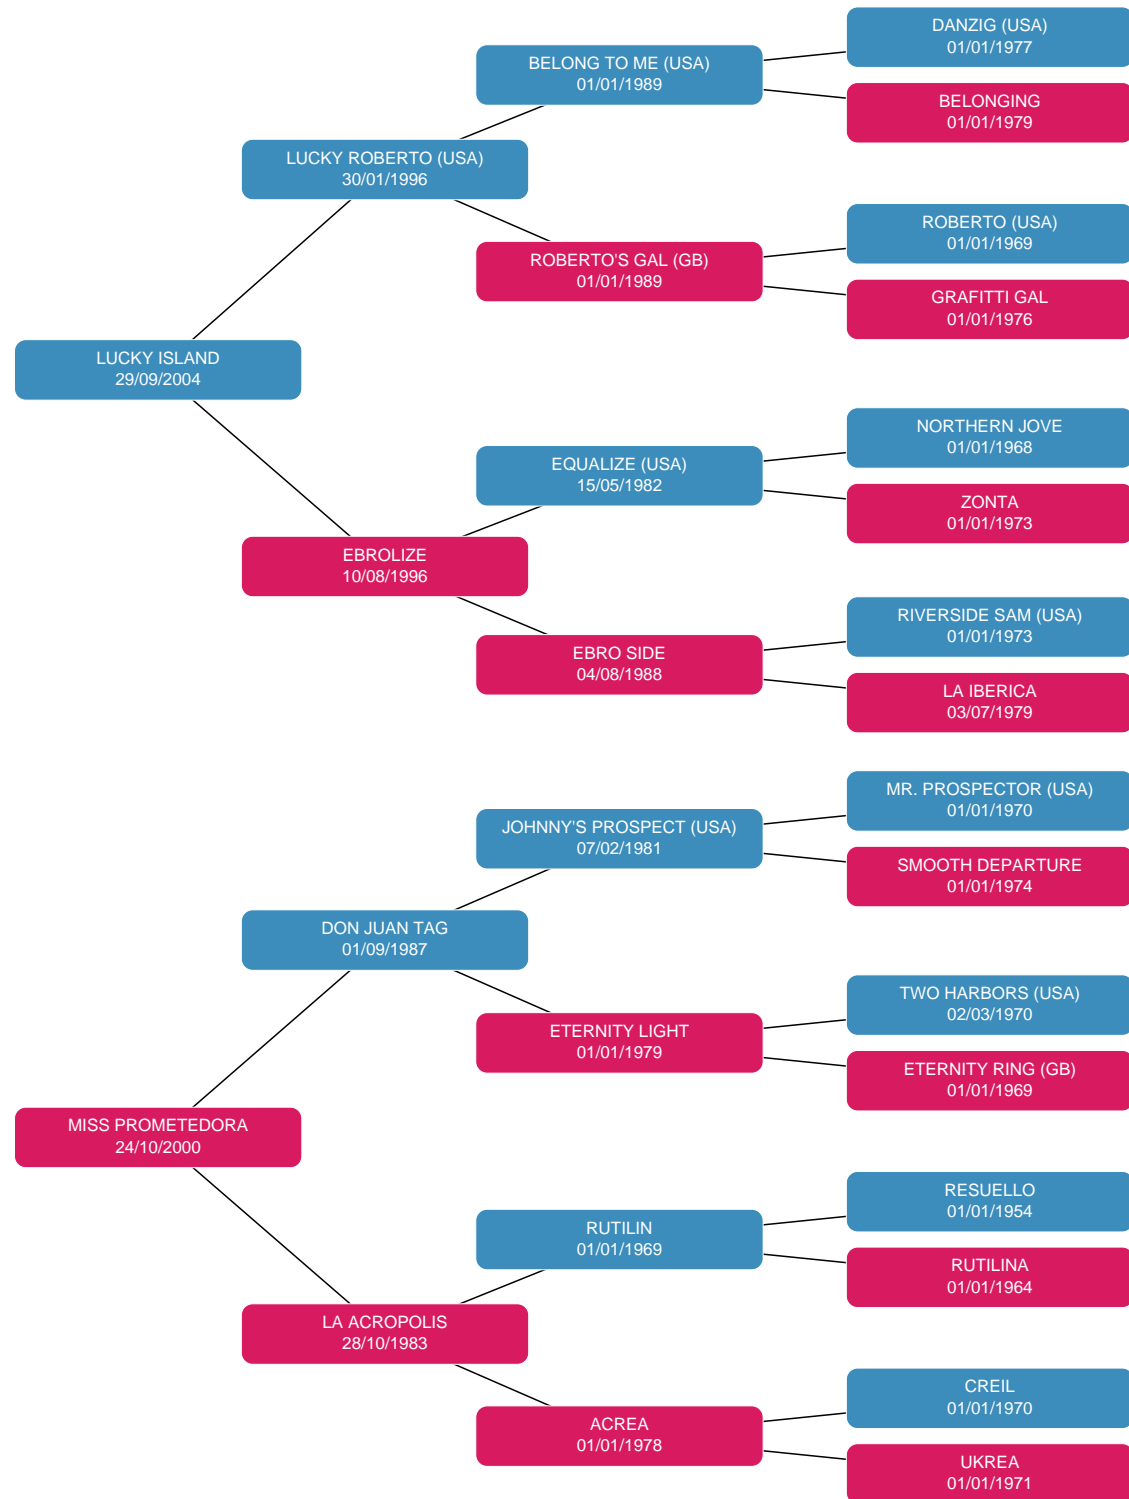 DANZIG (USA)
01/01/1977
BELONG TO ME (USA)
01/01/1989
BELONGING
01/01/1979
LUCKY ROBERTO (USA)
30/01/1996
ROBERTO (USA)
01/01/1969
ROBERTO'S GAL (GB)
01/01/1989
GRAFITTI GAL
01/01/1976
LUCKY ISLAND
29/09/2004
NORTHERN JOVE
01/01/1968
EQUALIZE (USA)
15/05/1982
ZONTA
01/01/1973
EBROLIZE
10/08/1996
RIVERSIDE SAM (USA)
01/01/1973
EBRO SIDE
04/08/1988
LA IBERICA
03/07/1979
MR. PROSPECTOR (USA)
01/01/1970
JOHNNY'S PROSPECT (USA)
07/02/1981
SMOOTH DEPARTURE
01/01/1974
DON JUAN TAG
01/09/1987
TWO HARBORS (USA)
02/03/1970
ETERNITY LIGHT
01/01/1979
ETERNITY RING (GB)
01/01/1969
MISS PROMETEDORA
24/10/2000
RESUELLO
01/01/1954
RUTILIN
01/01/1969
RUTILINA
01/01/1964
LA ACROPOLIS
28/10/1983
CREIL
01/01/1970
ACREA
01/01/1978
UKREA
01/01/1971